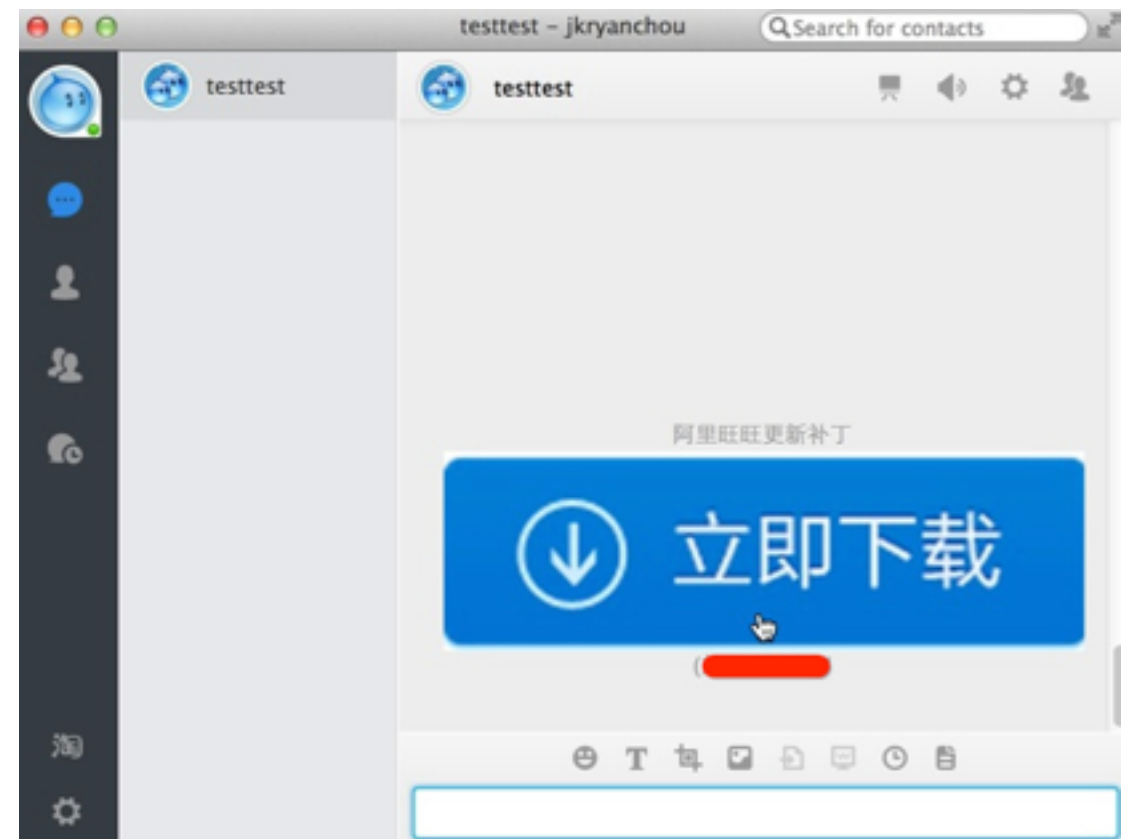 testtest – jkryanchou
Search for contacts
testtest
testtest
阿里旺旺更新补丁
立即下载
(
淘